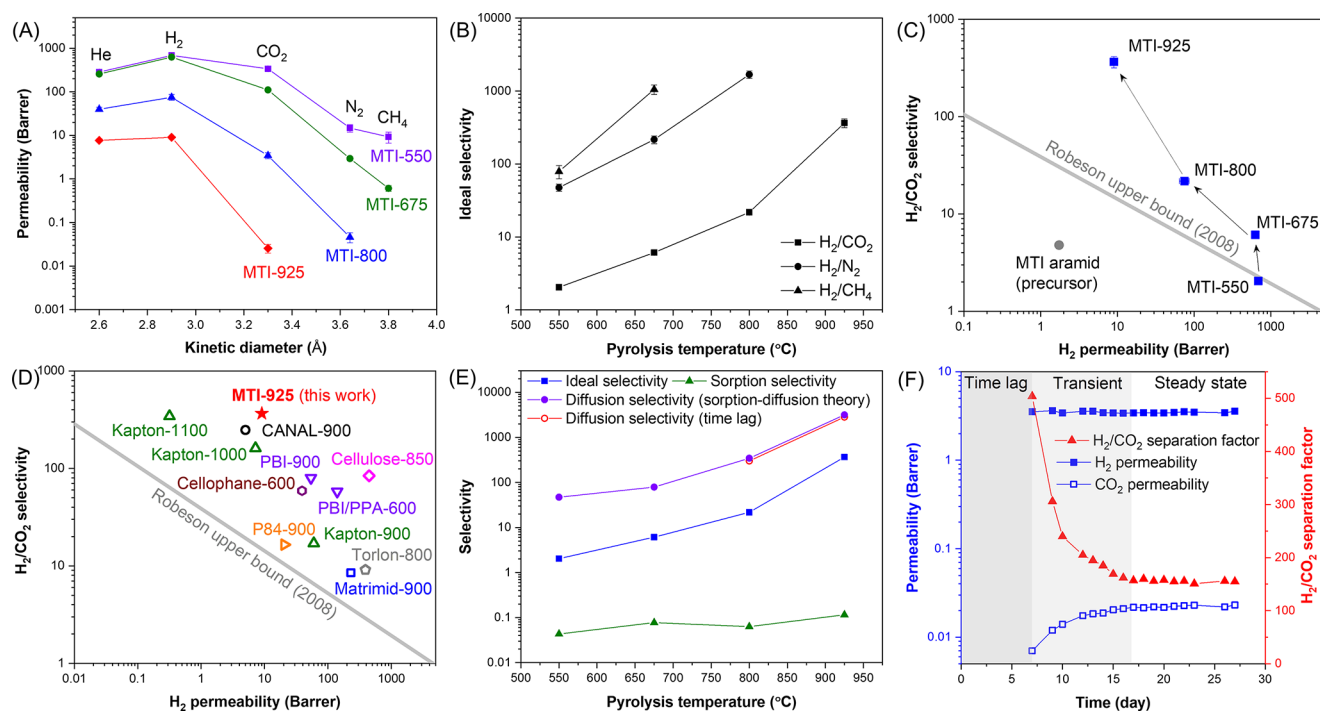 (A)
Permeability (Barrer)
1000
100
10
1
0.1
0.01
0.001
He
H2
CO2
N2
CH4
MTI-550
MTI-675
MTI-800
MTI-925
2.6 2.8 3.0 3.2 3.4 3.6 3.8 4.0
Kinetic diameter (Å)
(B)
Ideal selectivity
10000
1000
100
10
1
H2/CO2
H2/N2
H2/CH4
500 550 600 650 700 750 800 850 900 950
Pyrolysis temperature (°C)
(C)
H2/CO2 selectivity
1000
100
10
1
MTI-925
MTI-800
MTI-675
MTI-550
Robeson upper bound (2008)
MTI aramid
(precursor)
0.1 1 10 100 1000
H2 permeability (Barrer)
(D)
H2/CO2 selectivity
1000
100
10
1
MTI-925 (this work)
Kapton-1100
CANAL-900
Kapton-1000
PBI-900
Cellulose-850
Cellophane-600
PBI/PPA-600
P84-900
Kapton-900
Torlon-800
Matrimid-900
Robeson upper bound (2008)
0.01 0.1 1 10 100 1000
H2 permeability (Barrer)
(E)
Selectivity
10000
1000
100
10
1
0.1
0.01
Ideal selectivity
Sorption selectivity
Diffusion selectivity (sorption-diffusion theory)
Diffusion selectivity (time lag)
500 550 600 650 700 750 800 850 900 950
Pyrolysis temperature (°C)
(F)
Permeability (Barrer)
10
1
0.1
0.01
Time lag
Transient
Steady state
H2/CO2 separation factor
H2 permeability
CO2 permeability
500
400
300
200
100
0
H2/CO2 separation factor
0 5 10 15 20 25 30
Time (day)